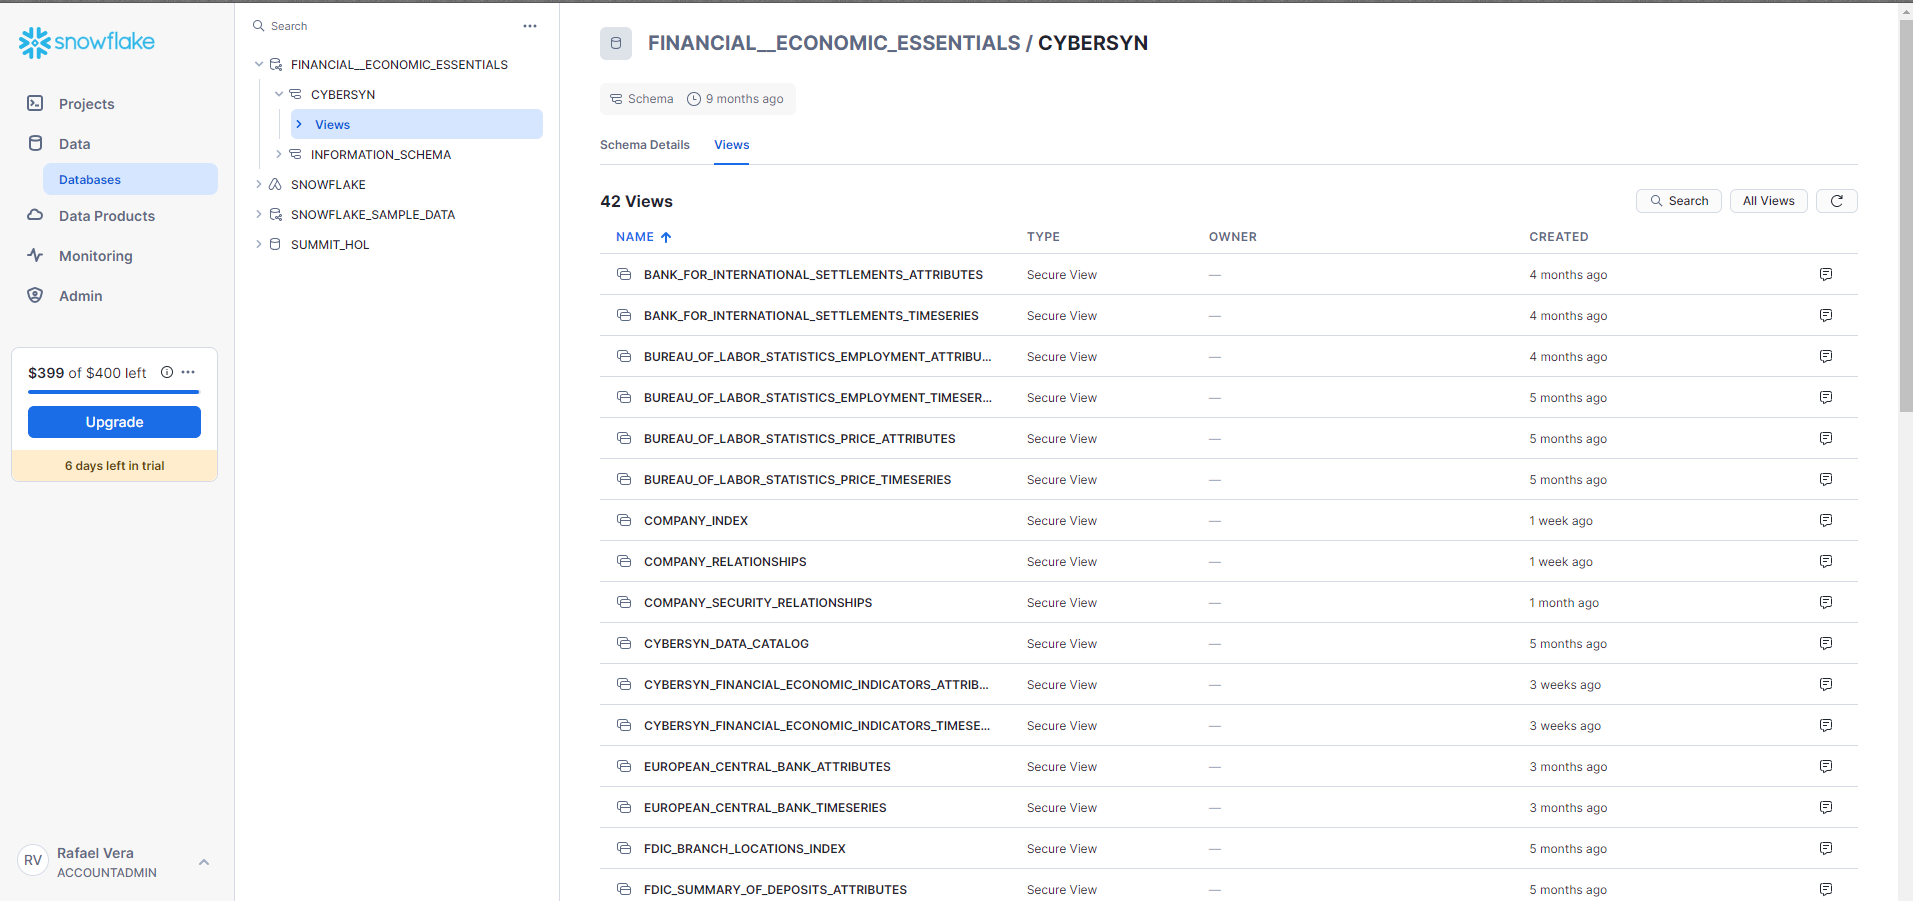 snowflake
Projects
Data
Databases
Data Products
Monitoring
Admin
$399 of $400 left
Upgrade
6 days left in trial
RV
Rafael Vera
ACCOUNTADMIN
Search
FINANCIAL__ECONOMIC_ESSENTIALS
CYBERSYN
Views
INFORMATION_SCHEMA
SNOWFLAKE
SNOWFLAKE_SAMPLE_DATA
SUMMIT_HOL
FINANCIAL__ECONOMIC_ESSENTIALS / CYBERSYN
Schema 9 months ago
Schema Details Views
42 Views
Search All Views
NAME TYPE OWNER CREATED
BANK_FOR_INTERNATIONAL_SETTLEMENTS_ATTRIBUTES Secure View — 4 months ago
BANK_FOR_INTERNATIONAL_SETTLEMENTS_TIMESERIES Secure View — 4 months ago
BUREAU_OF_LABOR_STATISTICS_EMPLOYMENT_ATTRIBU... Secure View — 4 months ago
BUREAU_OF_LABOR_STATISTICS_EMPLOYMENT_TIMESER... Secure View — 5 months ago
BUREAU_OF_LABOR_STATISTICS_PRICE_ATTRIBUTES Secure View — 5 months ago
BUREAU_OF_LABOR_STATISTICS_PRICE_TIMESERIES Secure View — 5 months ago
COMPANY_INDEX Secure View — 1 week ago
COMPANY_RELATIONSHIPS Secure View — 1 week ago
COMPANY_SECURITY_RELATIONSHIPS Secure View — 1 month ago
CYBERSYN_DATA_CATALOG Secure View — 5 months ago
CYBERSYN_FINANCIAL_ECONOMIC_INDICATORS_ATTRIB... Secure View — 3 weeks ago
CYBERSYN_FINANCIAL_ECONOMIC_INDICATORS_TIMESE... Secure View — 3 weeks ago
EUROPEAN_CENTRAL_BANK_ATTRIBUTES Secure View — 3 months ago
EUROPEAN_CENTRAL_BANK_TIMESERIES Secure View — 3 months ago
FDIC_BRANCH_LOCATIONS_INDEX Secure View — 5 months ago
FDIC_SUMMARY_OF_DEPOSITS_ATTRIBUTES Secure View — 5 months ago